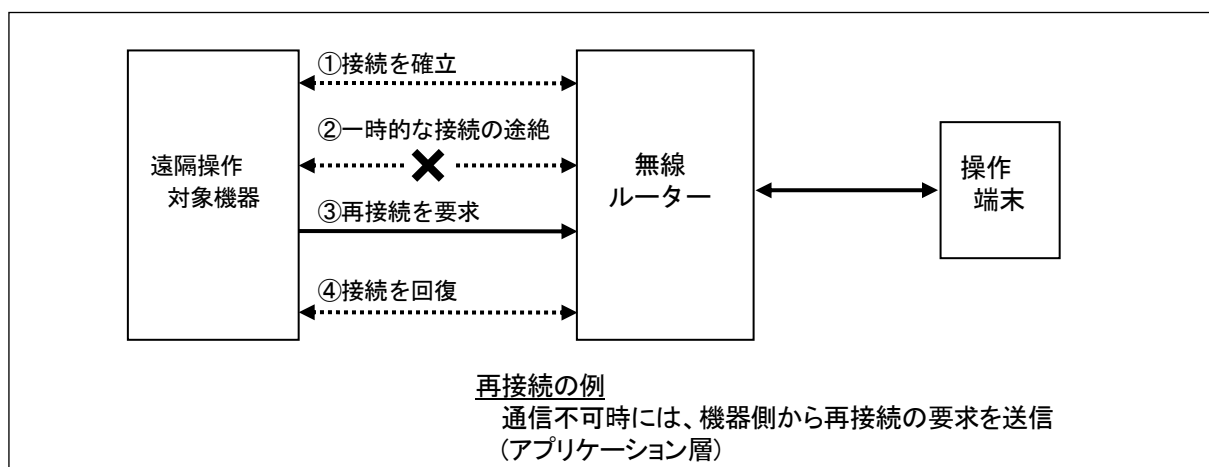 ①接続を確立
②一時的な接続の途絶
遠隔操作
対象機器
③再接続を要求
④接続を回復
無線
ルーター
操作
端末
再接続の例
通信不可時には、機器側から再接続の要求を送信
（アプリケーション層）